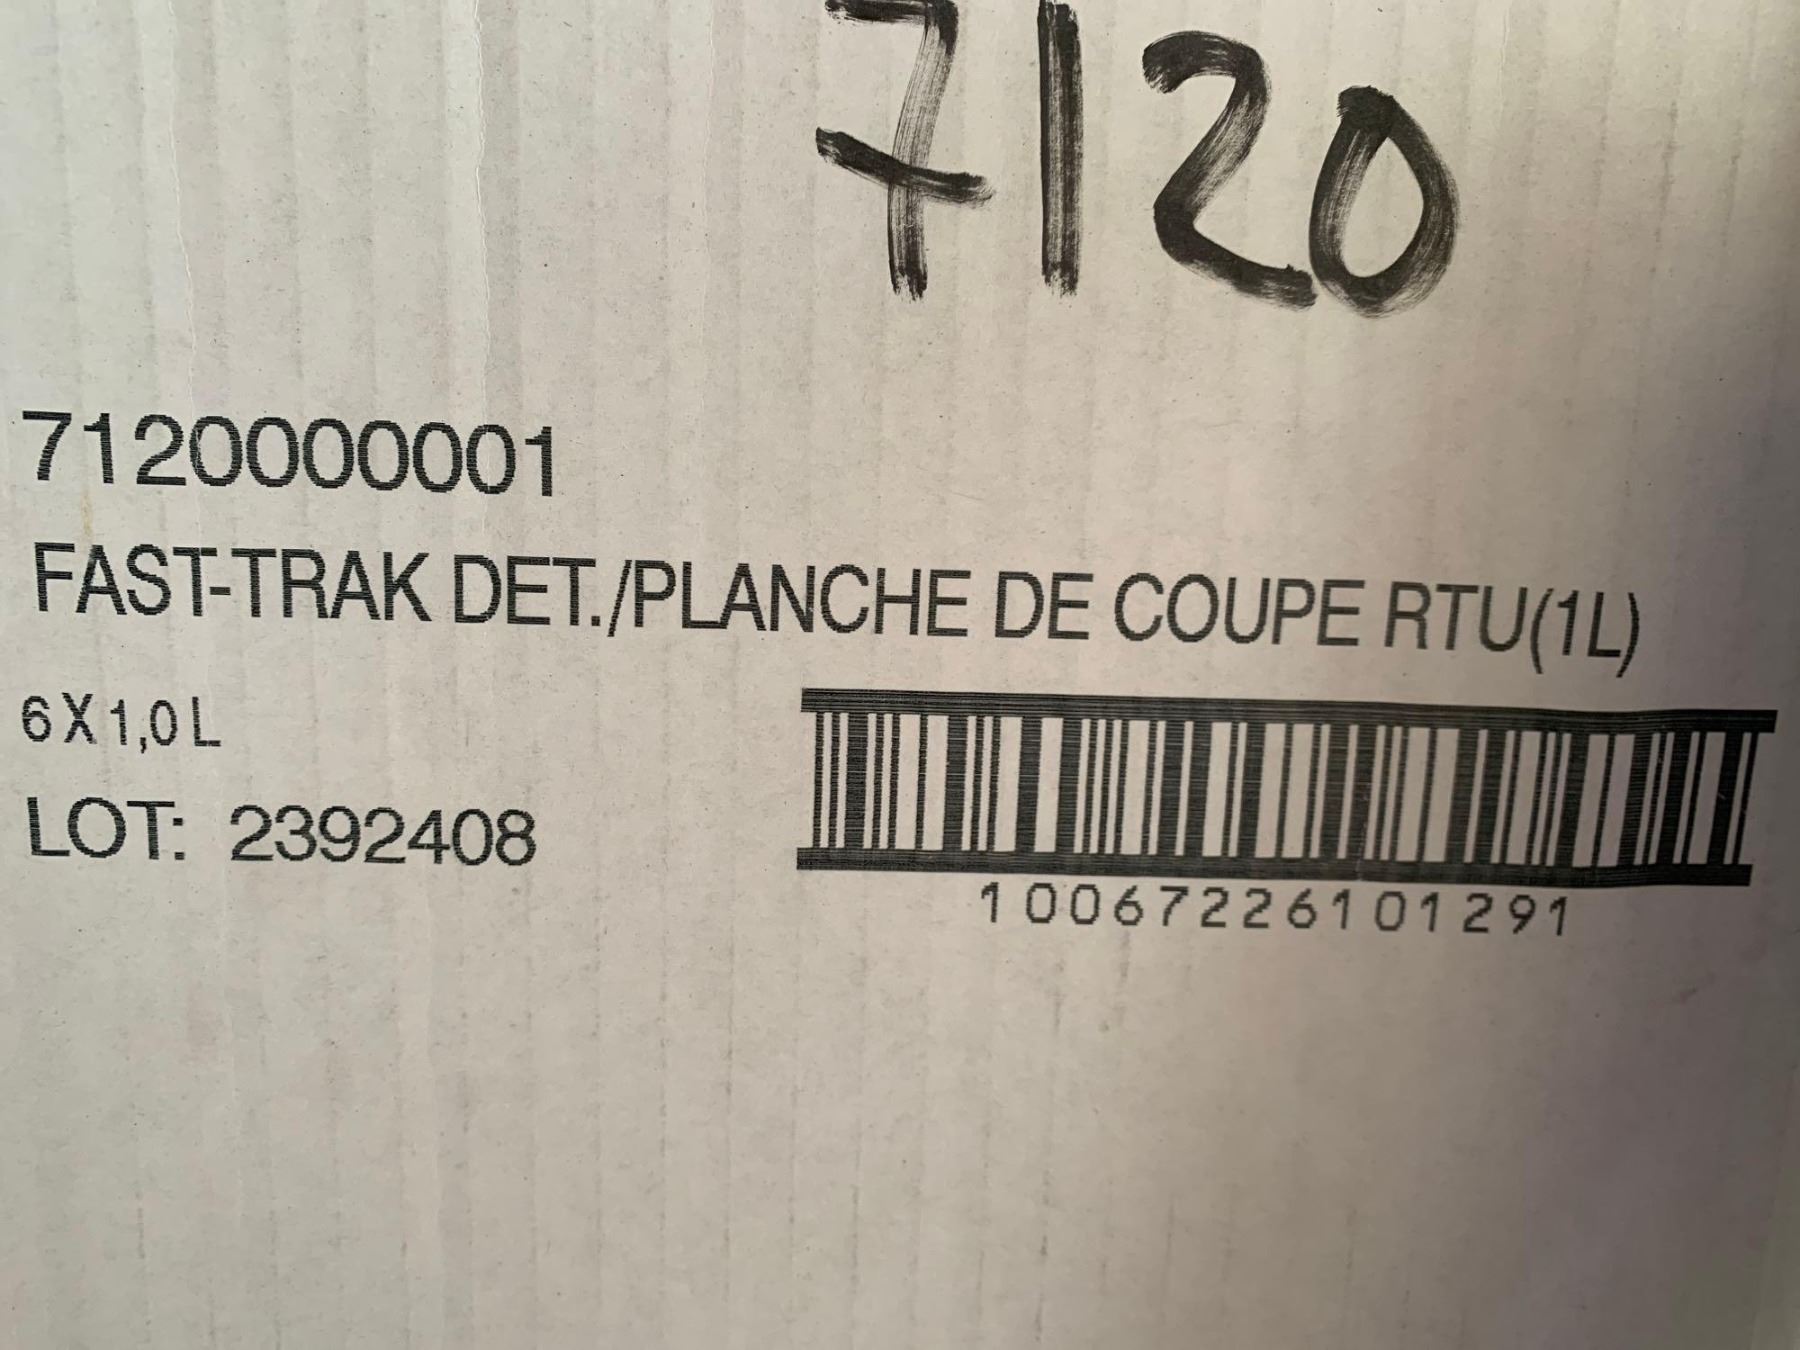 7120
7120000001
FAST-TRAK DET./PLANCHE DE COUPE RTU(1L)
6 X 1,0 L
LOT: 2392408
10067226101291